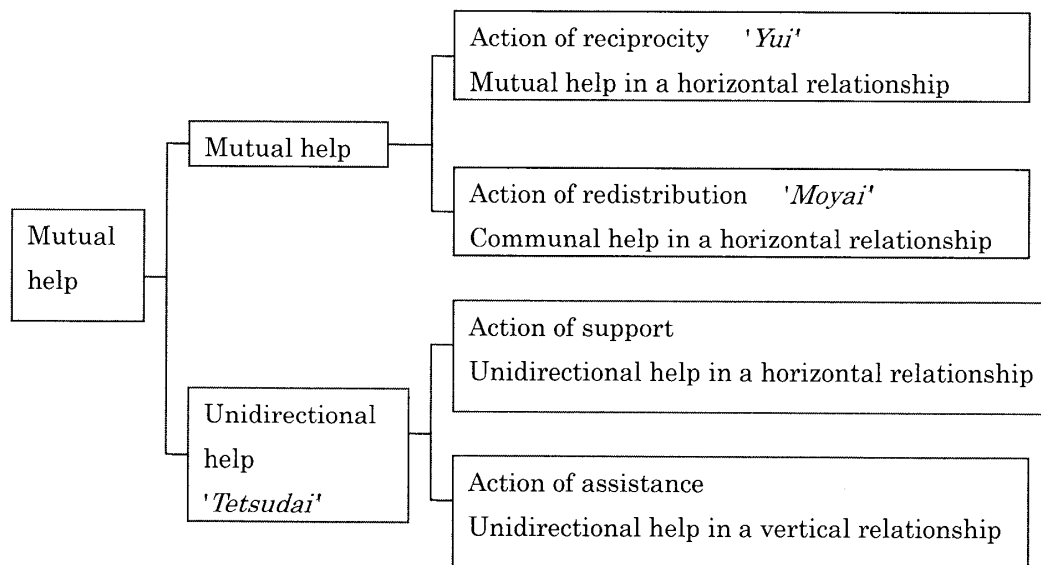 Mutual
help
Mutual help
Action of reciprocity 'Yui'
Mutual help in a horizontal relationship
Action of redistribution 'Moyai'
Communal help in a horizontal relationship
Unidirectional
help
'Tetsudai'
Action of support
Unidirectional help in a horizontal relationship
Action of assistance
Unidirectional help in a vertical relationship